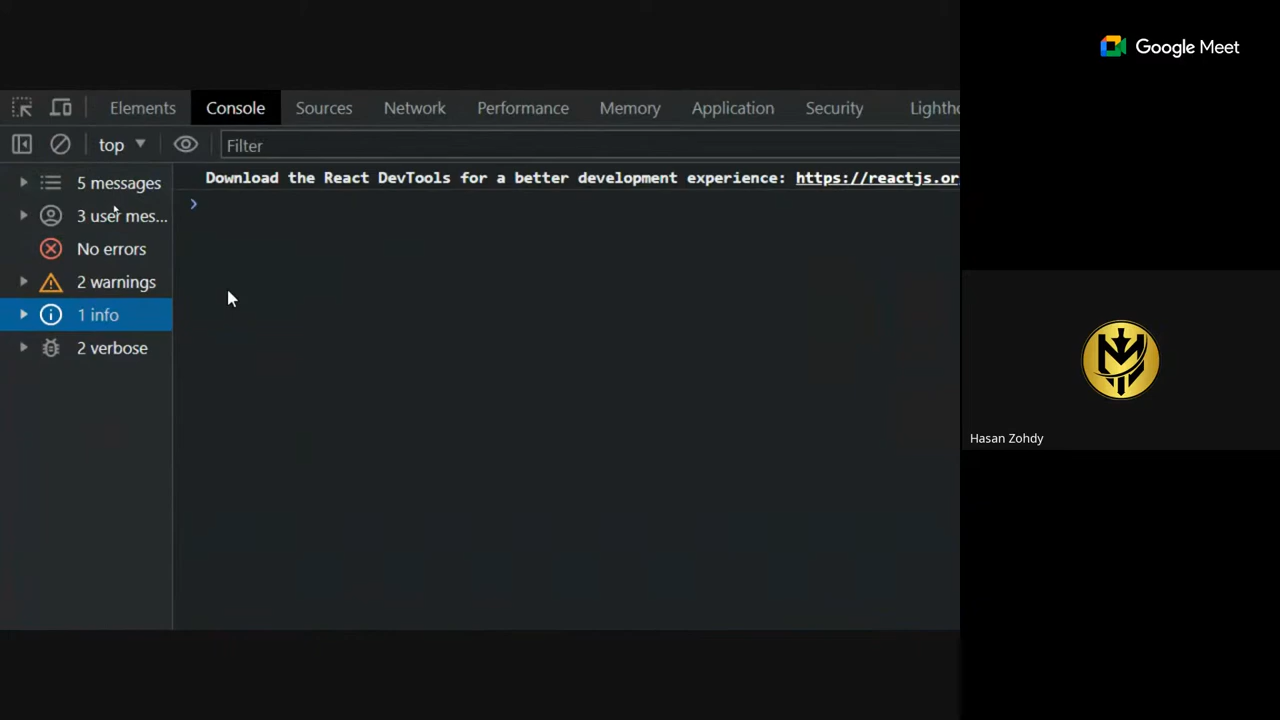 Google Meet
Elements Console Sources Network Performance Memory Application Security Lightho
top Filter
5 messages
3 user mes...
No errors
2 warnings
1 info
2 verbose
Download the React DevTools for a better development experience: https://reactjs.or
Hasan Zohdy